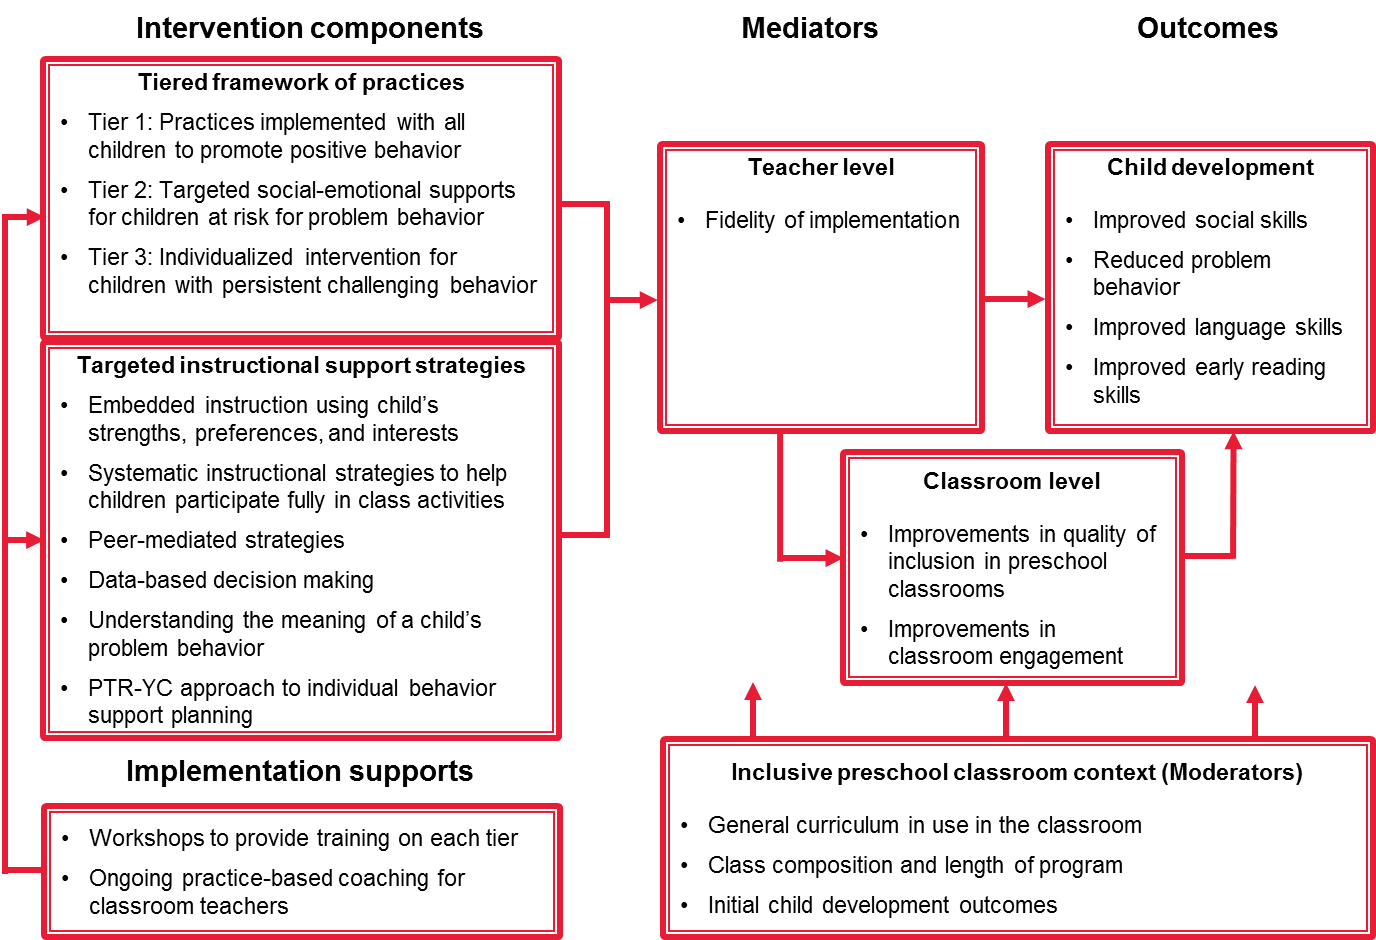 Intervention components
Tiered framework of practices
• Tier 1: Practices implemented with all
children to promote positive behavior
• Tier 2: Targeted social-emotional supports
for children at risk for problem behavior
• Tier 3: Individualized intervention for
children with persistent challenging behavior
Targeted instructional support strategies
• Embedded instruction using child’s
strengths, preferences, and interests
• Systematic instructional strategies to help
children participate fully in class activities
• Peer-mediated strategies
• Data-based decision making
• Understanding the meaning of a child’s
problem behavior
• PTR-YC approach to individual behavior
support planning
Implementation supports
• Workshops to provide training on each tier
• Ongoing practice-based coaching for
classroom teachers
Mediators
Teacher level
• Fidelity of implementation
Classroom level
• Improvements in quality of
inclusion in preschool
classrooms
• Improvements in
classroom engagement
Outcomes
Child development
• Improved social skills
• Reduced problem
behavior
• Improved language skills
• Improved early reading
skills
Inclusive preschool classroom context (Moderators)
• General curriculum in use in the classroom
• Class composition and length of program
• Initial child development outcomes